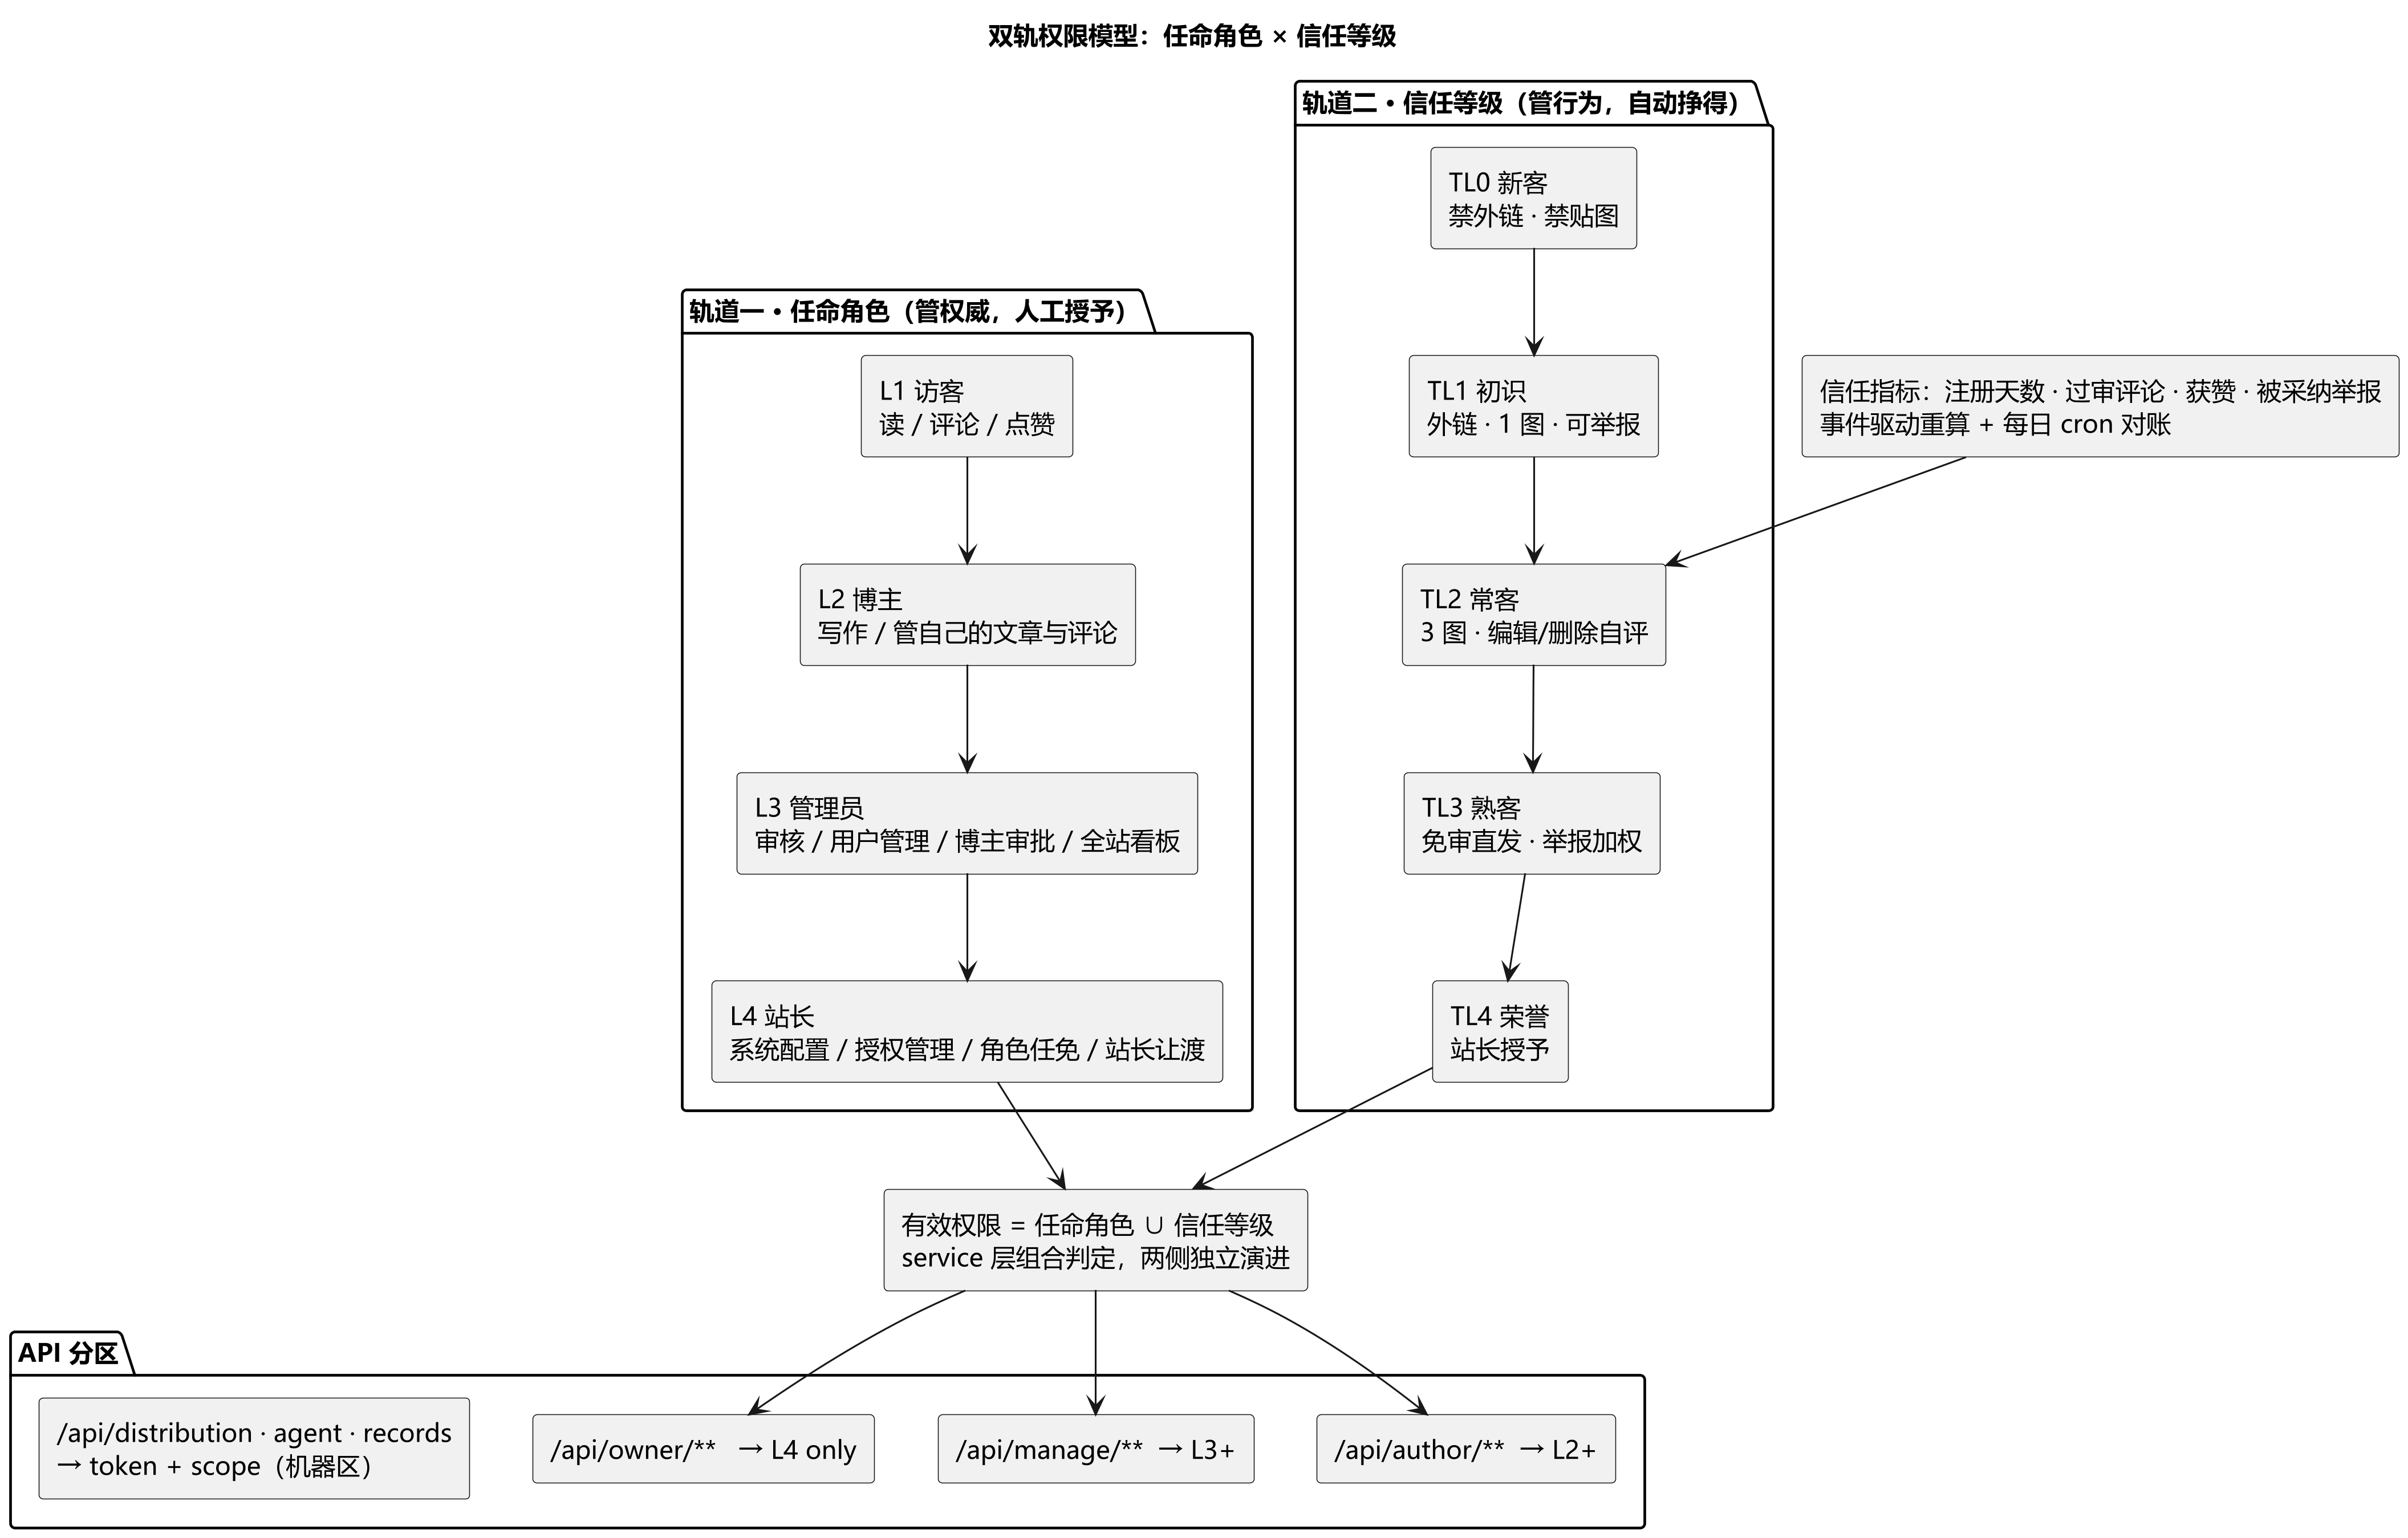 双轨权限模型：任命角色 × 信任等级
轨道二・信任等级（管行为，自动挣得）
TL0 新客
禁外链 · 禁贴图
轨道一・任命角色（管权威，人工授予）
L1 访客
读 / 评论 / 点赞
TL1 初识
外链 · 1 图 · 可举报
信任指标：注册天数 · 过审评论 · 获赞 · 被采纳举报
事件驱动重算 + 每日 cron 对账
L2 博主
写作 / 管自己的文章与评论
TL2 常客
3 图 · 编辑/删除自评
L3 管理员
审核 / 用户管理 / 博主审批 / 全站看板
TL3 熟客
免审直发 · 举报加权
L4 站长
系统配置 / 授权管理 / 角色任免 / 站长让渡
TL4 荣誉
站长授予
有效权限 = 任命角色 ∪ 信任等级
service 层组合判定，两侧独立演进
API 分区
/api/distribution · agent · records
→ token + scope（机器区）
/api/owner/** → L4 only
/api/manage/** → L3+
/api/author/** → L2+